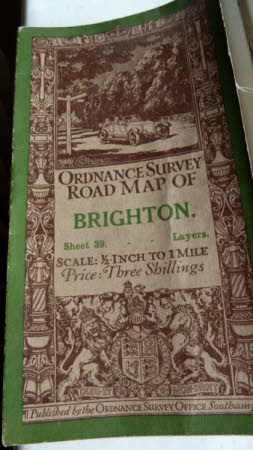 ORDNANCE SURVEY
ROAD MAP OF
BRIGHTON.
Sheet 39. . . Layers.
SCALE: ½-INCH TO 1 MILE
Price: Three Shillings
Published by the ORDNANCE SURVEY OFFICE Southam